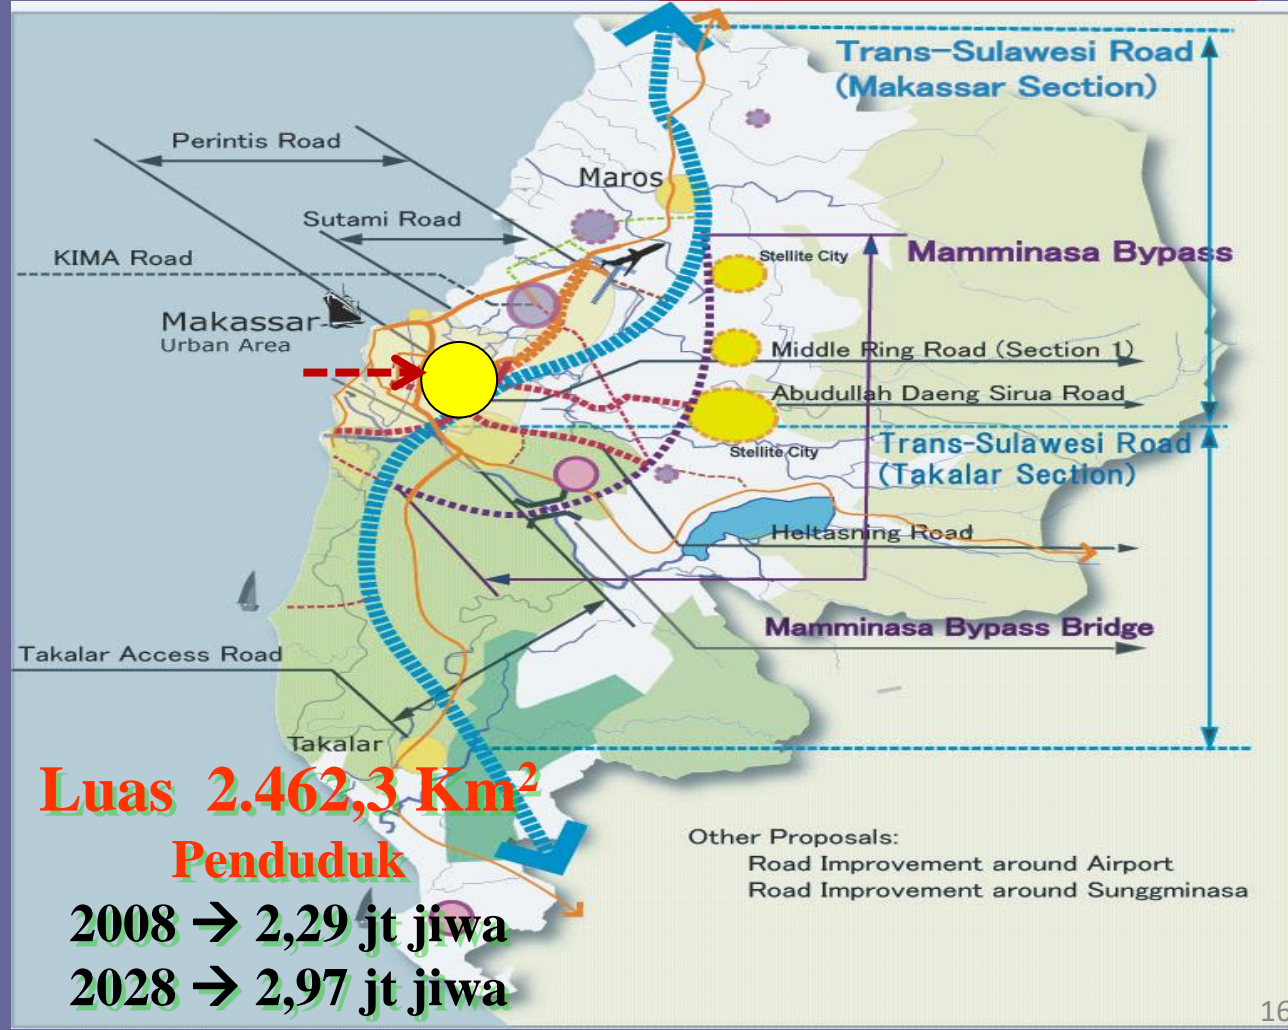 Trans-Sulawesi Road
(Makassar Section)
Perintis Road
Maros
Sutami Road
KIMA Road
Stellite City
Mamminasa Bypass
Makassar
Urban Area
Middle Ring Road (Section 1)
Abudullah Daeng Sirua Road
Stellite City
Trans-Sulawesi Road
(Takalar Section)
Heltasning Road
Mamminasa Bypass Bridge
Takalar Access Road
Takalar
Luas 2.462,3 Km²
Penduduk
2008 → 2,29 jt jiwa
2028 → 2,97 jt jiwa
Other Proposals:
Road Improvement around Airport
Road Improvement around Sunggminasa
16